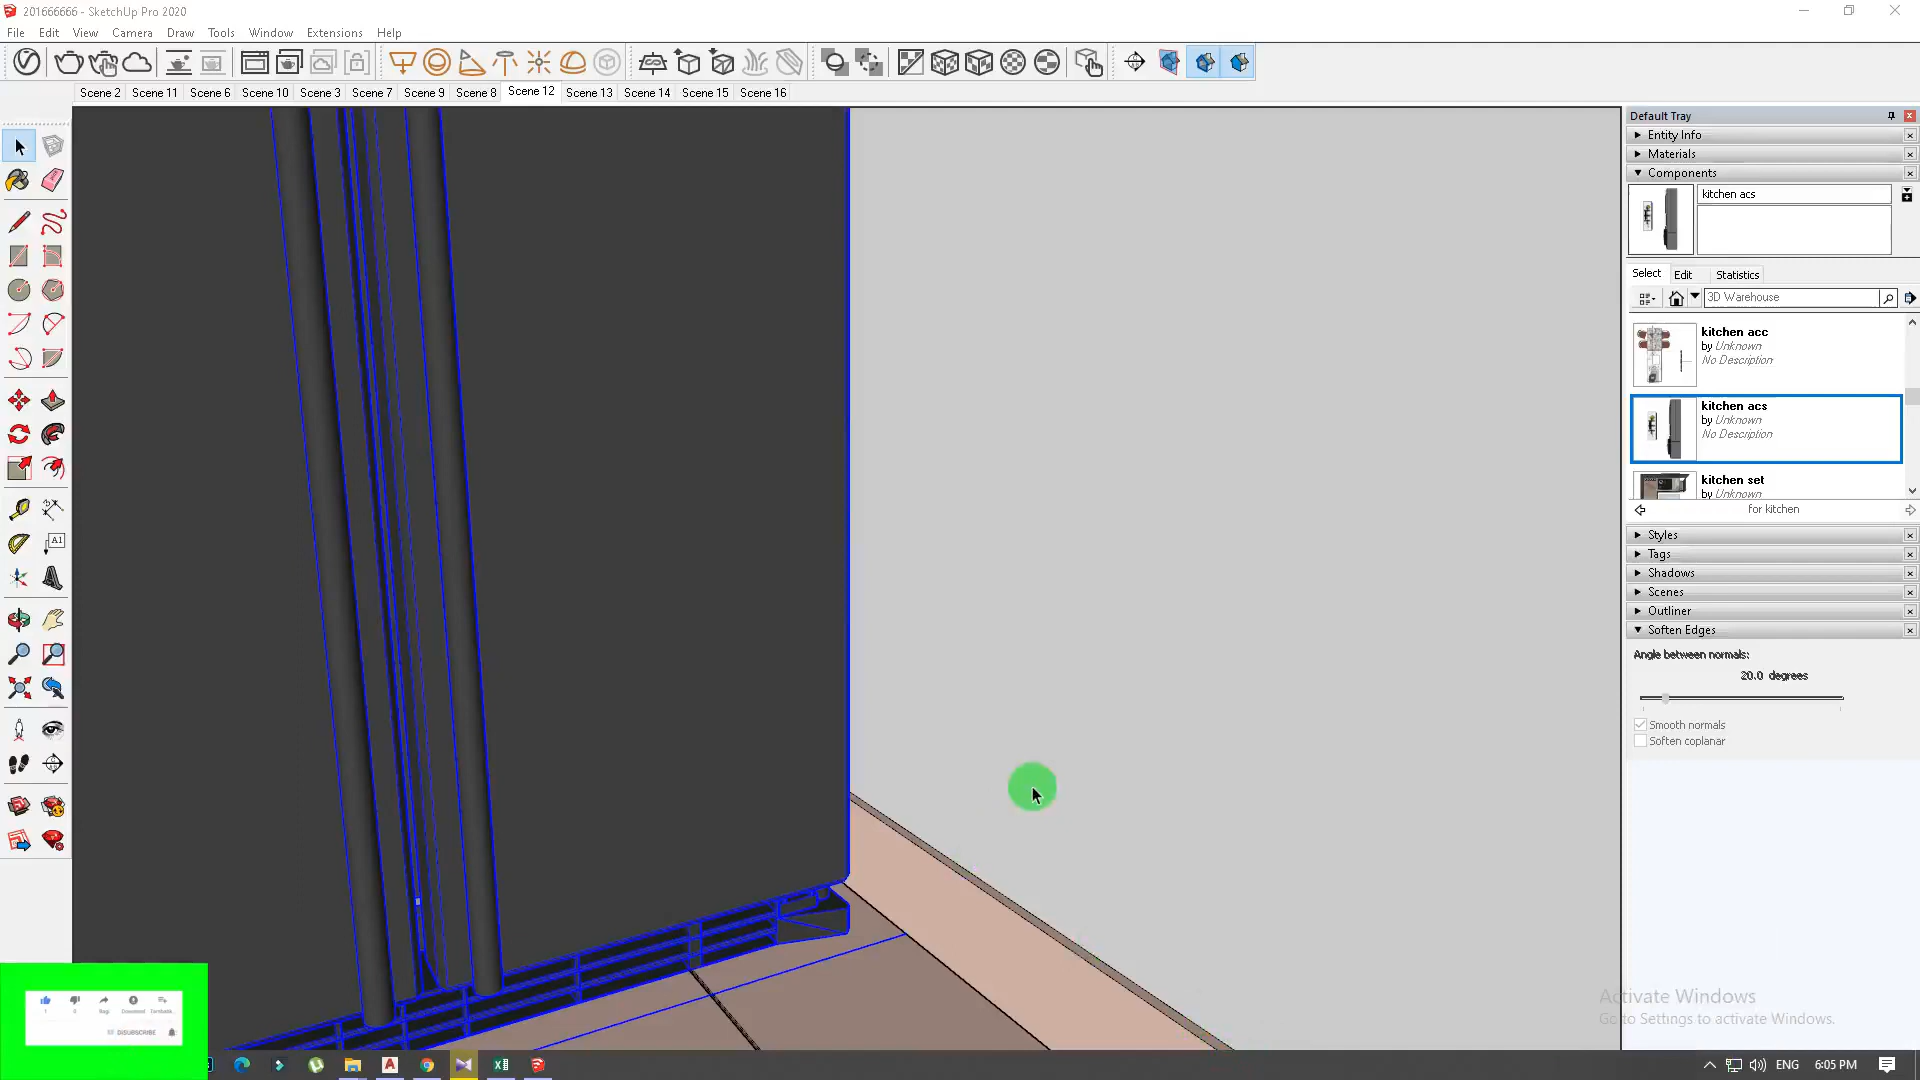 201666666 - SketchUp Pro 2020
File Edit View Camera Draw Tools Window Extensions Help
Scene 2 Scene 11 Scene 6 Scene 10 Scene 3 Scene 7 Scene 9 Scene 8 Scene 12 Scene 13 Scene 14 Scene 15 Scene 16
Default Tray
Entity Info
Materials
Components
kitchen acs
Select Edit Statistics
3D Warehouse
kitchen acc
by Unknown
No Description
kitchen acs
by Unknown
No Description
kitchen set
by Unknown
for kitchen
Styles
Tags
Shadows
Scenes
Outliner
Soften Edges
Angle between normals:
20.0 degrees
Smooth normals
Soften coplanar
A1
Activate Windows
Go to Settings to activate Windows.
DISUBSCRIBE
ENG 6:05 PM